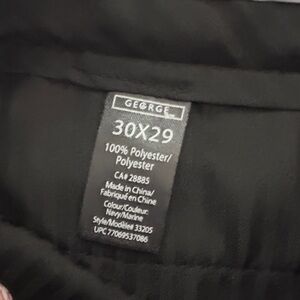 GEORGE
30X29
100% Polyester/
Polyester
CA# 28885
Made in China/
Fabriqué en Chine
Colour/Couleur:
Navy/Marine
Style/Modèle# 33205
UPC 77069537086